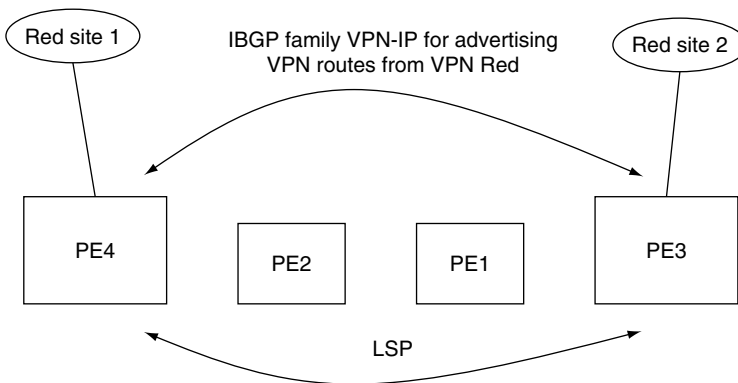 Red site 1
IBGP family VPN-IP for advertising
VPN routes from VPN Red
Red site 2
PE4
PE2
PE1
PE3
LSP